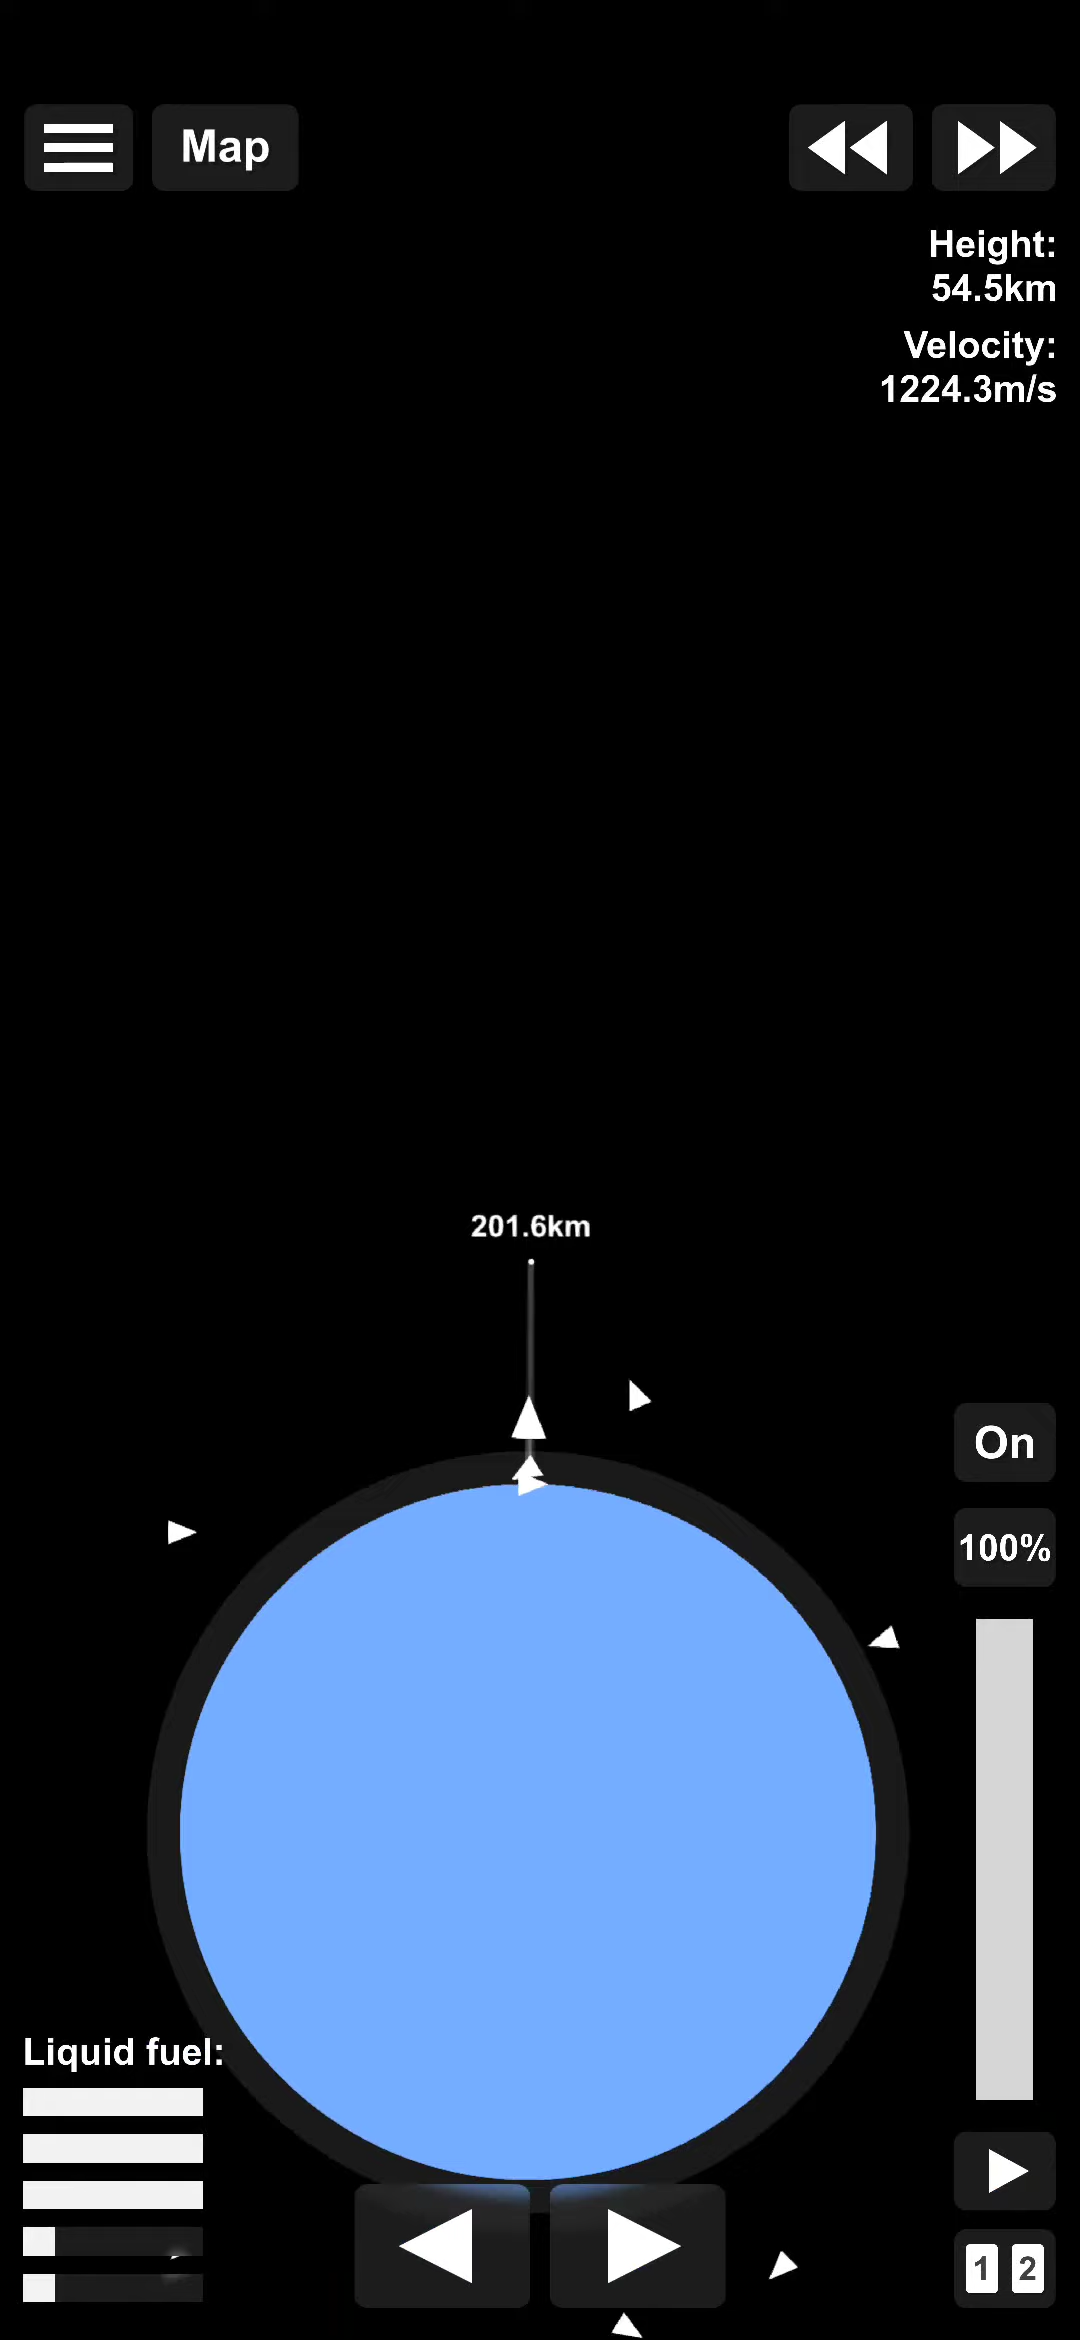 Map
Height:
54.5km
Velocity:
1224.3m/s
201.6km
On
100%
Liquid fuel:
1 2